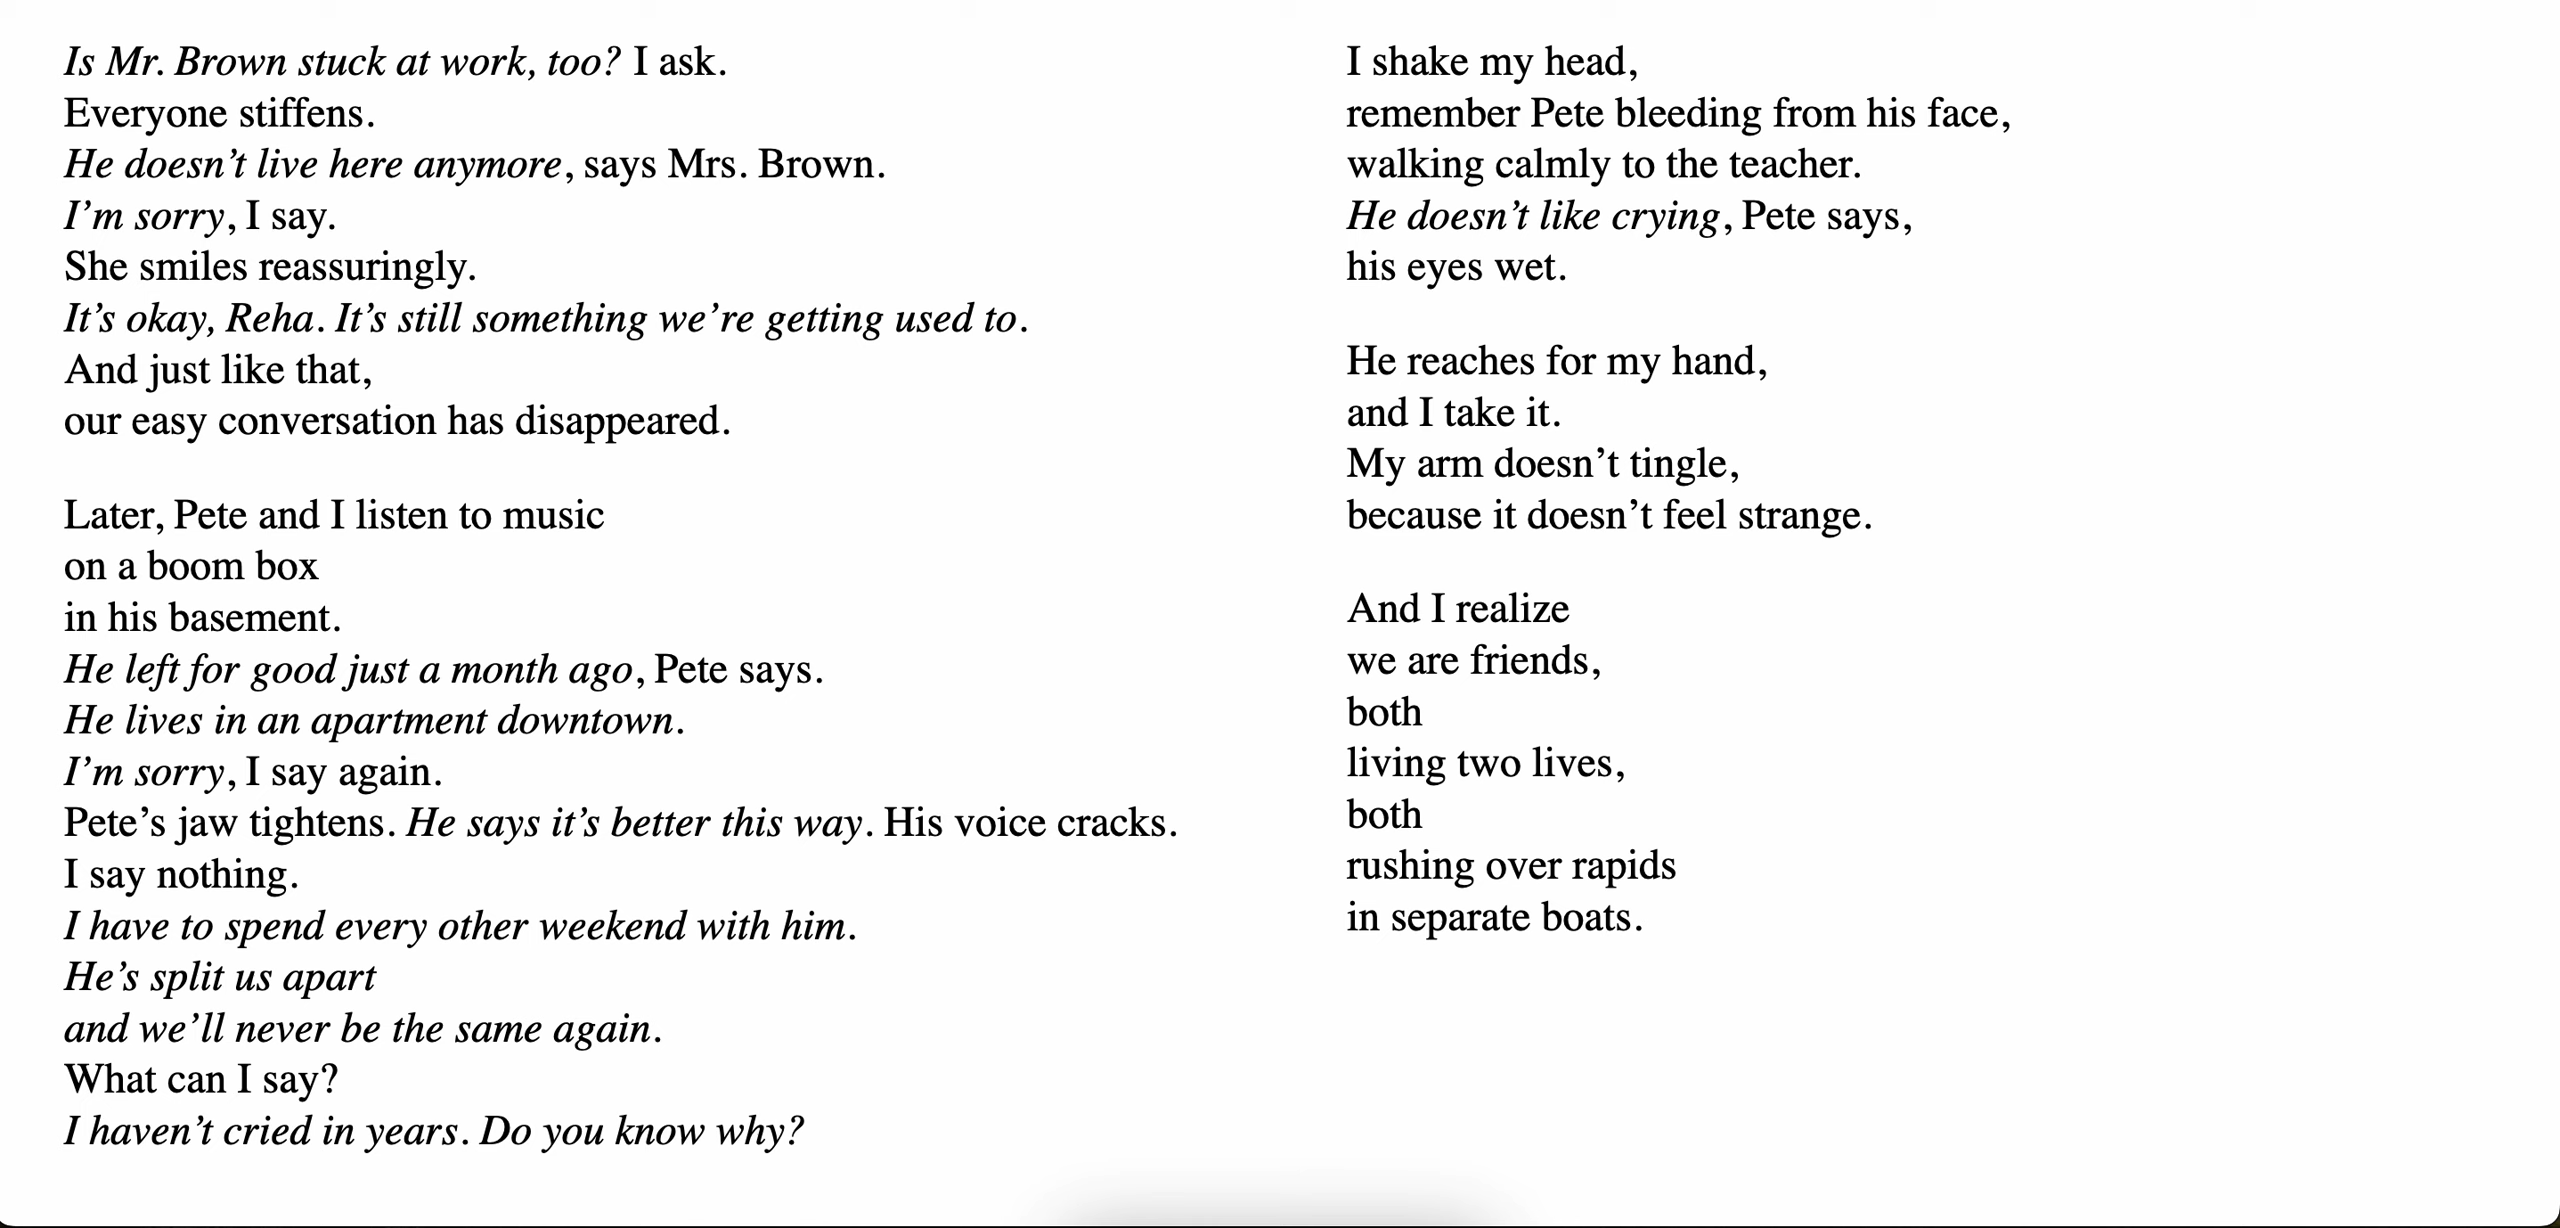 Is Mr. Brown stuck at work, too? I ask.
Everyone stiffens.
He doesn’t live here anymore, says Mrs. Brown.
I’m sorry, I say.
She smiles reassuringly.
It’s okay, Reha. It’s still something we’re getting used to.
And just like that,
our easy conversation has disappeared.

Later, Pete and I listen to music
on a boom box
in his basement.
He left for good just a month ago, Pete says.
He lives in an apartment downtown.
I’m sorry, I say again.
Pete’s jaw tightens. He says it’s better this way. His voice cracks.
I say nothing.
I have to spend every other weekend with him.
He’s split us apart
and we’ll never be the same again.
What can I say?
I haven’t cried in years. Do you know why?

I shake my head,
remember Pete bleeding from his face,
walking calmly to the teacher.
He doesn’t like crying, Pete says,
his eyes wet.

He reaches for my hand,
and I take it.
My arm doesn’t tingle,
because it doesn’t feel strange.

And I realize
we are friends,
both
living two lives,
both
rushing over rapids
in separate boats.